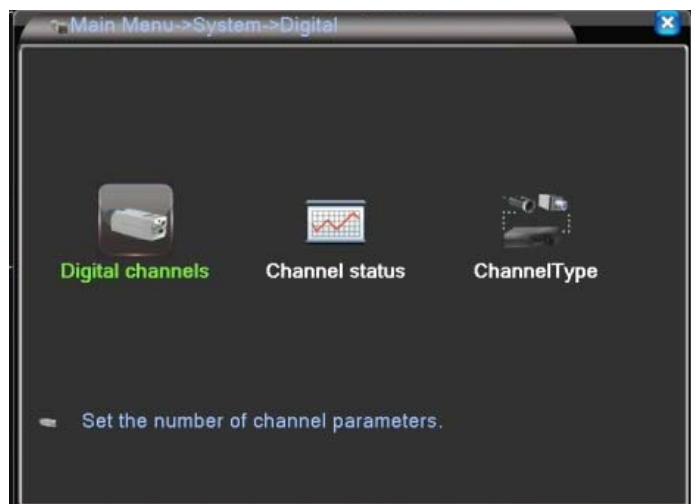 Main Menu->System->Digital
Digital channels
Channel status
ChannelType
Set the number of channel parameters.